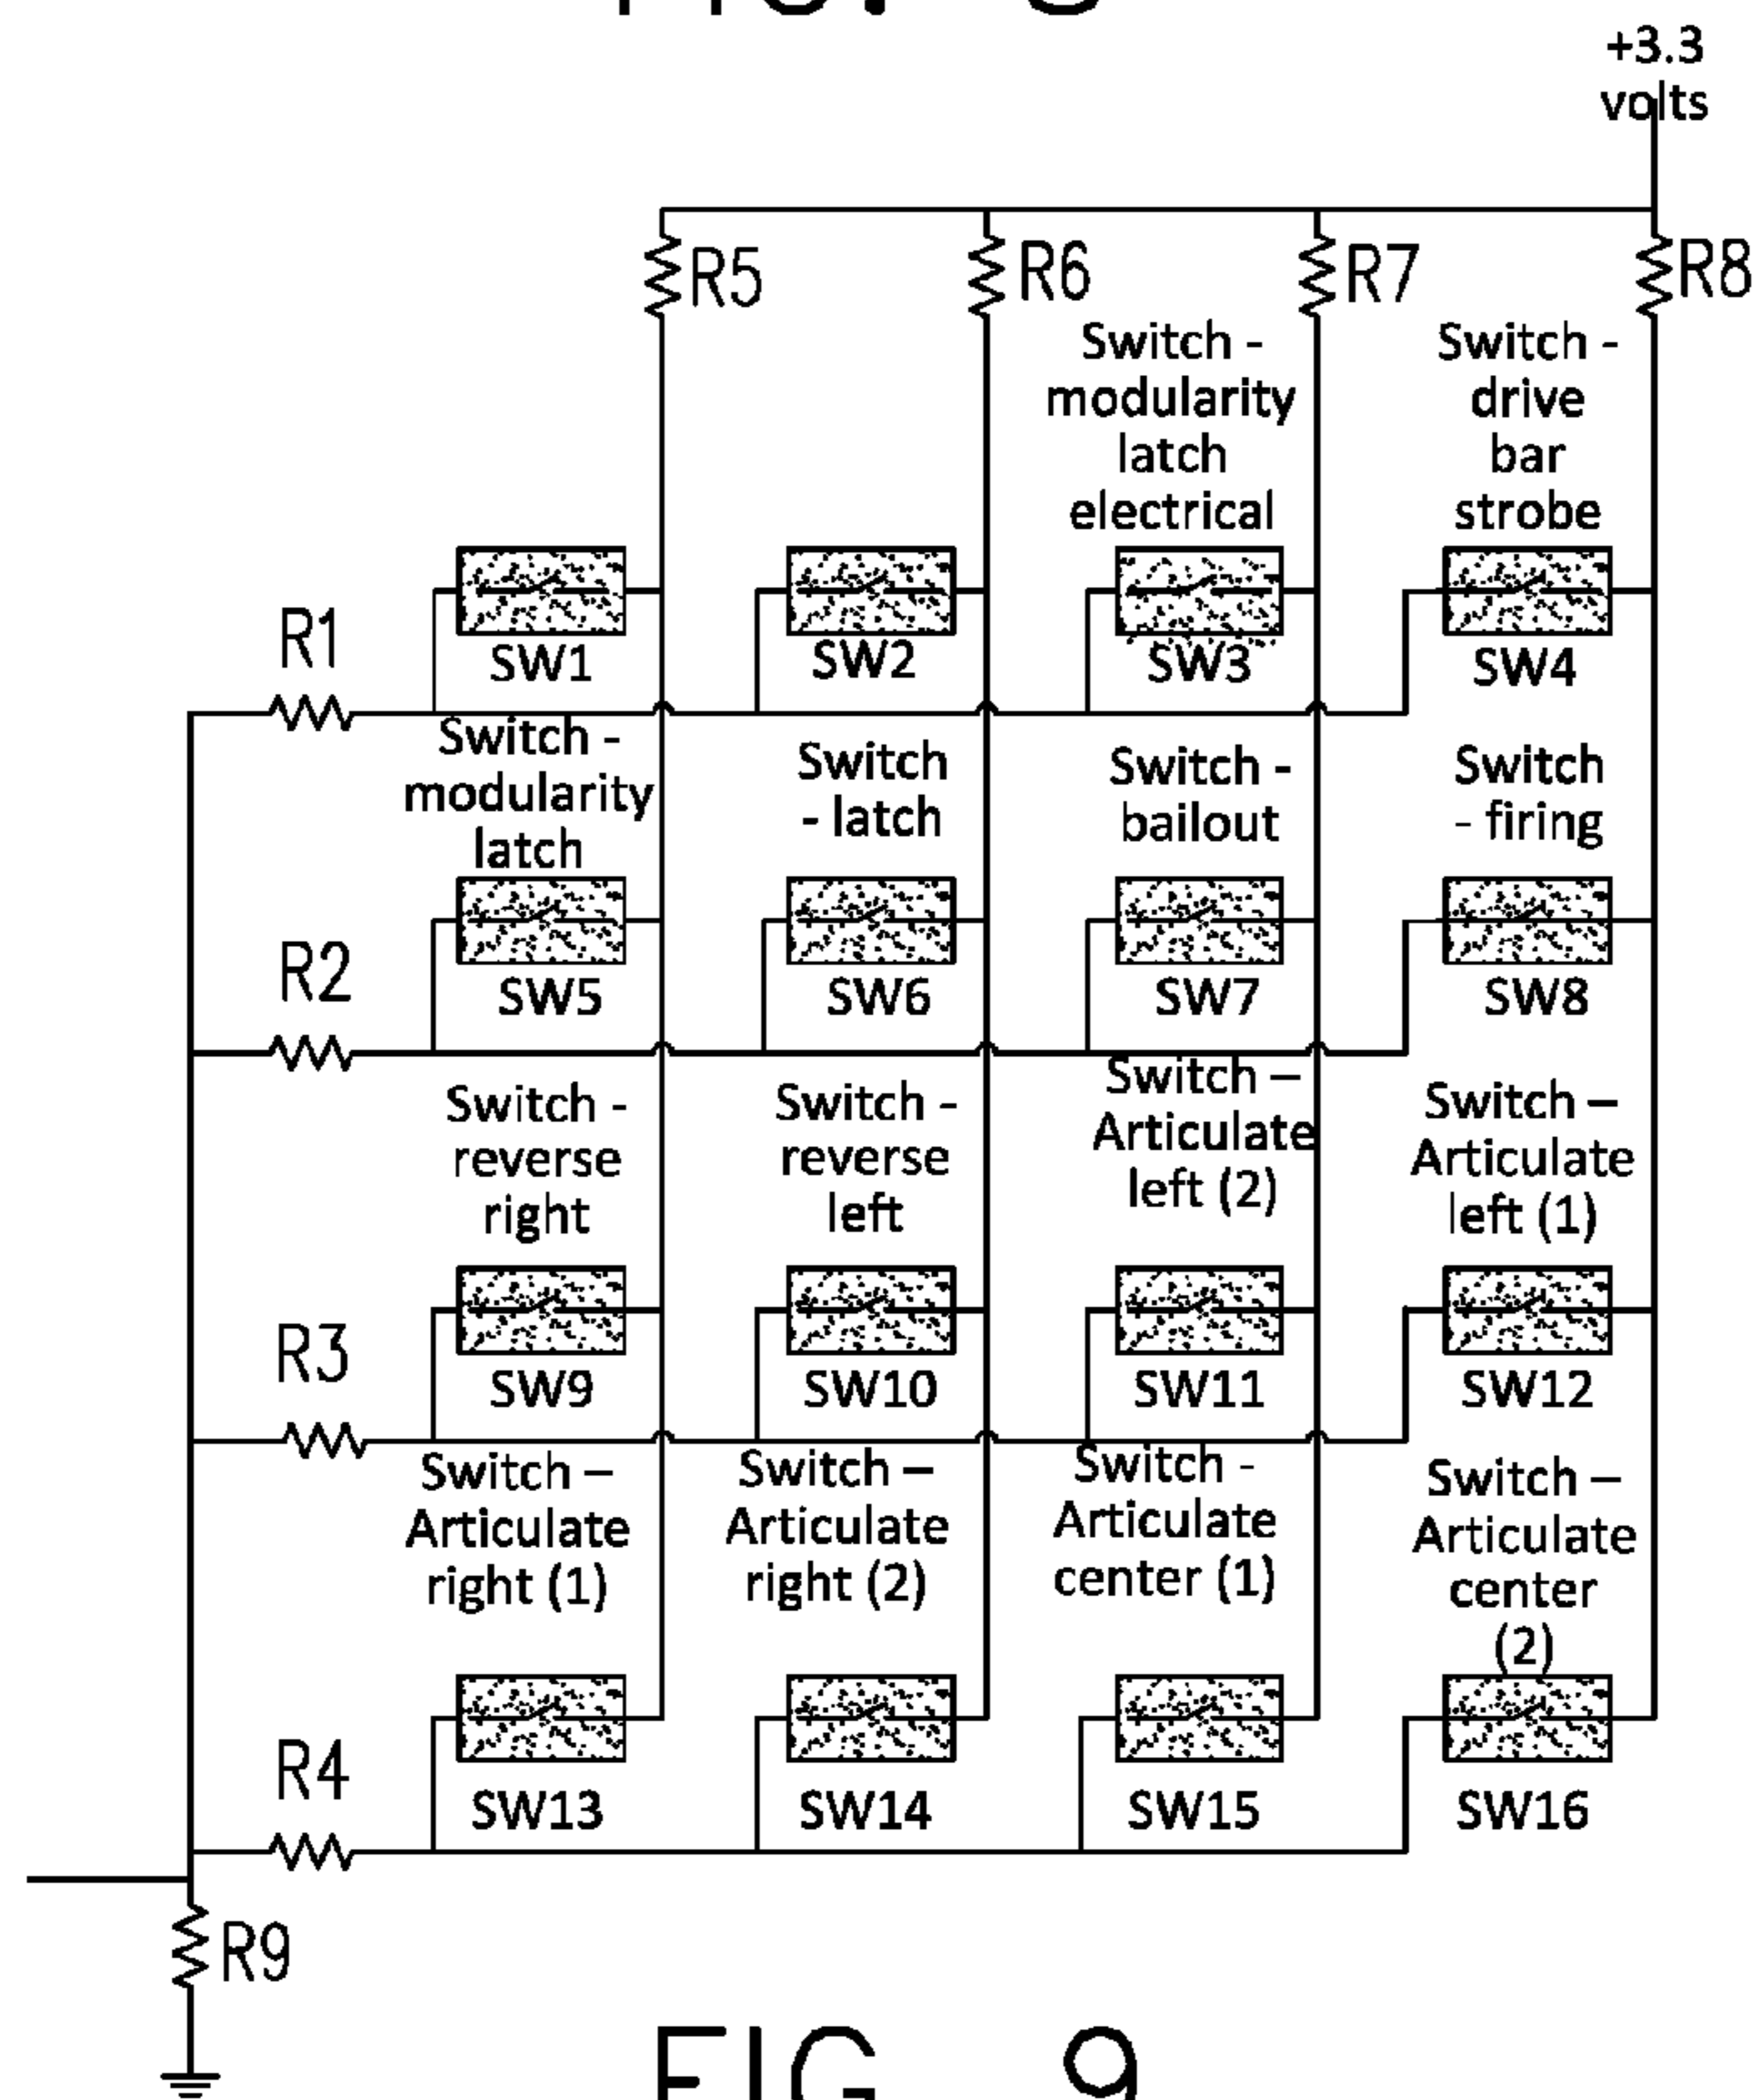 +3.3
volts
R5
R6
R7
R8
Switch -
modularity
latch
electrical
Switch -
drive
bar
strobe
R1
SW1
SW2
SW3
SW4
Switch -
modularity
latch
Switch
- latch
Switch -
bailout
Switch
- firing
R2
SW5
SW6
SW7
SW8
Switch -
reverse
right
Switch -
reverse
left
Switch –
Articulate
left (2)
Switch –
Articulate
left (1)
R3
SW9
SW10
SW11
SW12
Switch –
Articulate
right (1)
Switch –
Articulate
right (2)
Switch -
Articulate
center (1)
Switch –
Articulate
center
(2)
R4
SW13
SW14
SW15
SW16
R9
FIG. 9